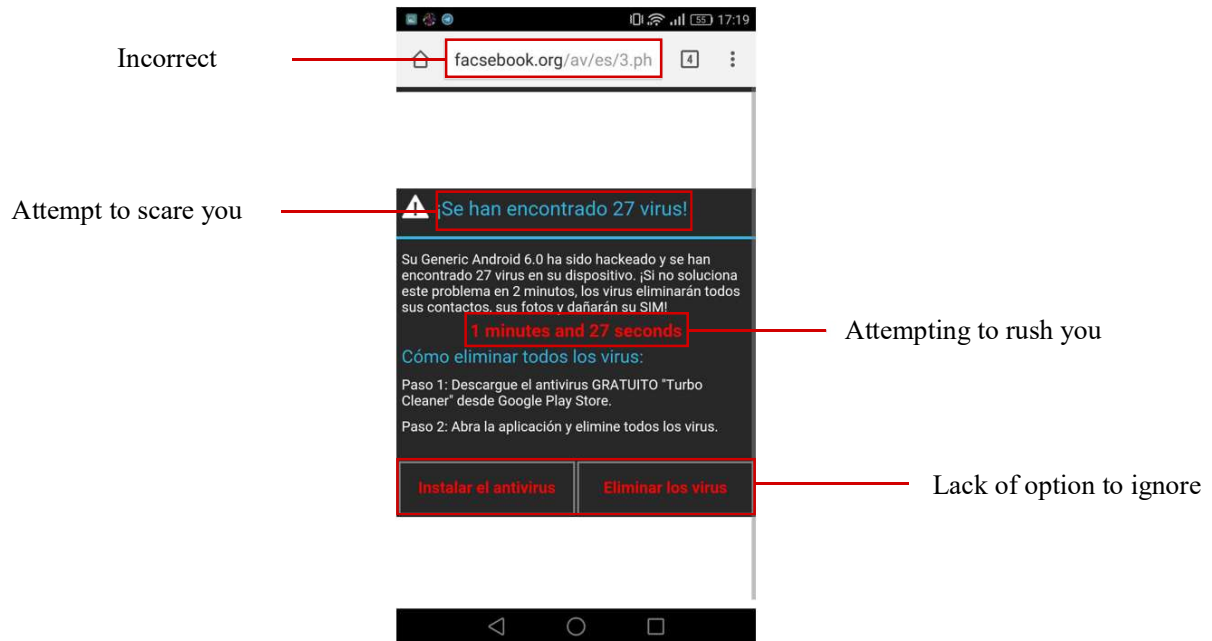 55 17:19
Incorrect
facsebook.org/av/es/3.ph
4
Attempt to scare you
¡Se han encontrado 27 virus!
Su Generic Android 6.0 ha sido hackeado y se han
encontrado 27 virus en su dispositivo. ¡Si no soluciona
este problema en 2 minutos, los virus eliminarán todos
sus contactos, sus fotos y dañarán su SIM!
1 minutes and 27 seconds
Attempting to rush you
Cómo eliminar todos los virus:
Paso 1: Descargue el antivirus GRATUITO "Turbo
Cleaner" desde Google Play Store.
Paso 2: Abra la aplicación y elimine todos los virus.
Instalar el antivirus
Eliminar los virus
Lack of option to ignore